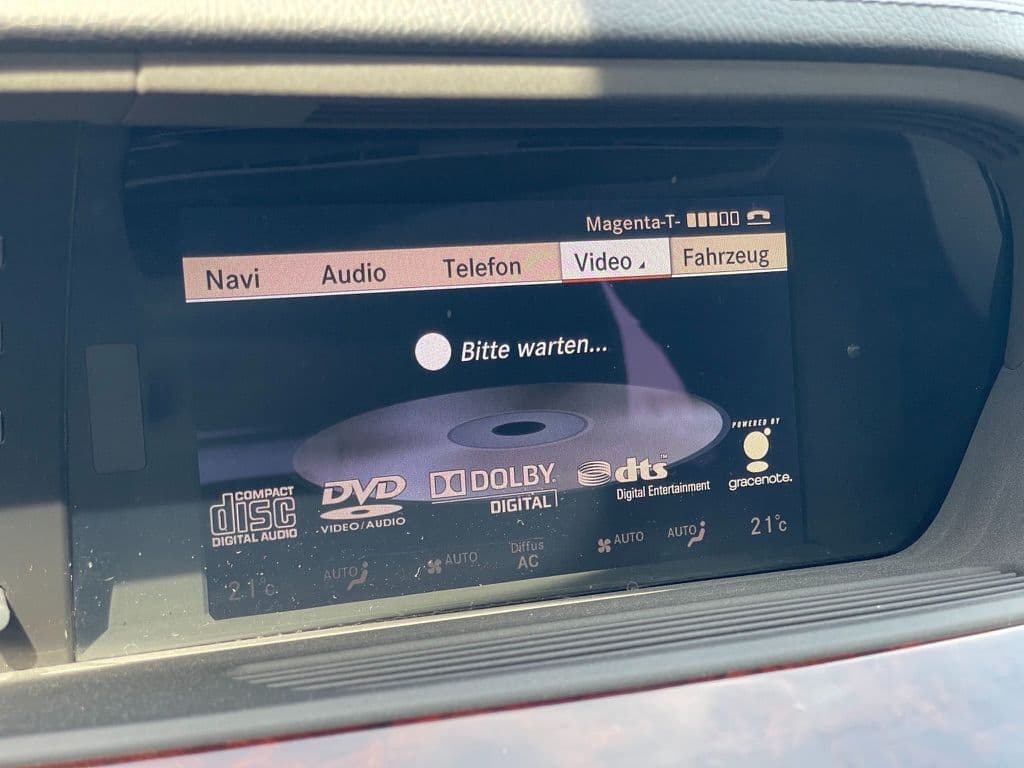 Magenta-T-
Navi Audio Telefon Video Fahrzeug
Bitte warten...
COMPACT
disc
DIGITAL AUDIO
DVD
VIDEO/AUDIO
DOLBY
DIGITAL
dts™
Digital Entertainment
POWERED BY
gracenote.
21°C AUTO AUTO Diffus AUTO AUTO 21°C
AC